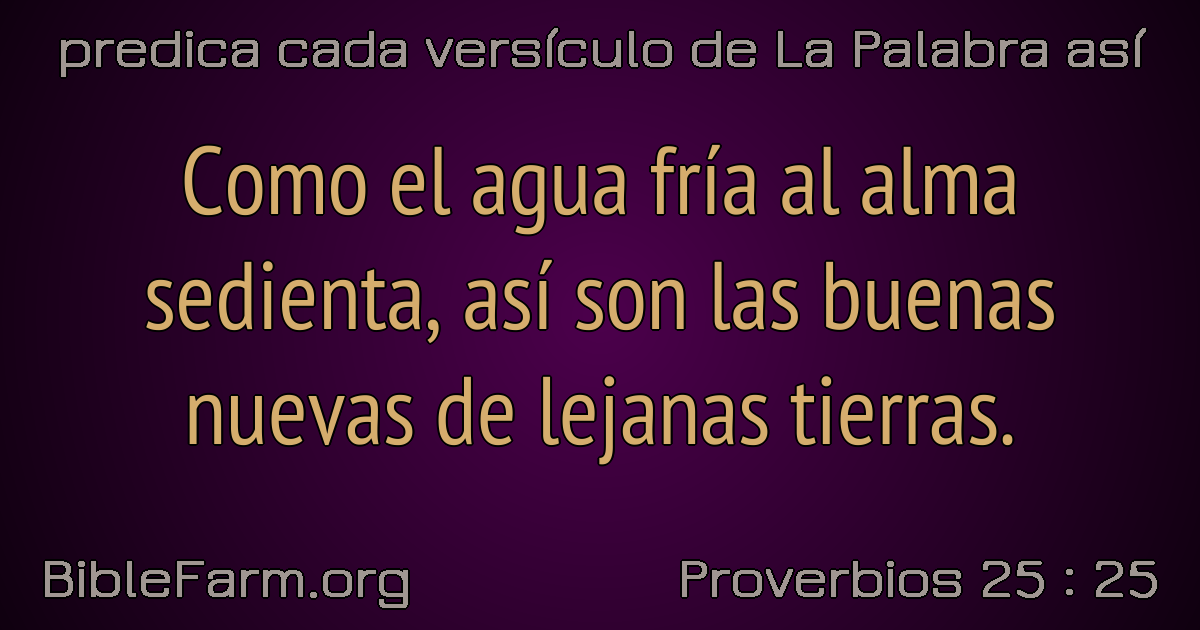 predica cada versículo de La Palabra así
Como el agua fría al alma
sedienta, así son las buenas
nuevas de lejanas tierras.
BibleFarm.org
Proverbios 25 : 25